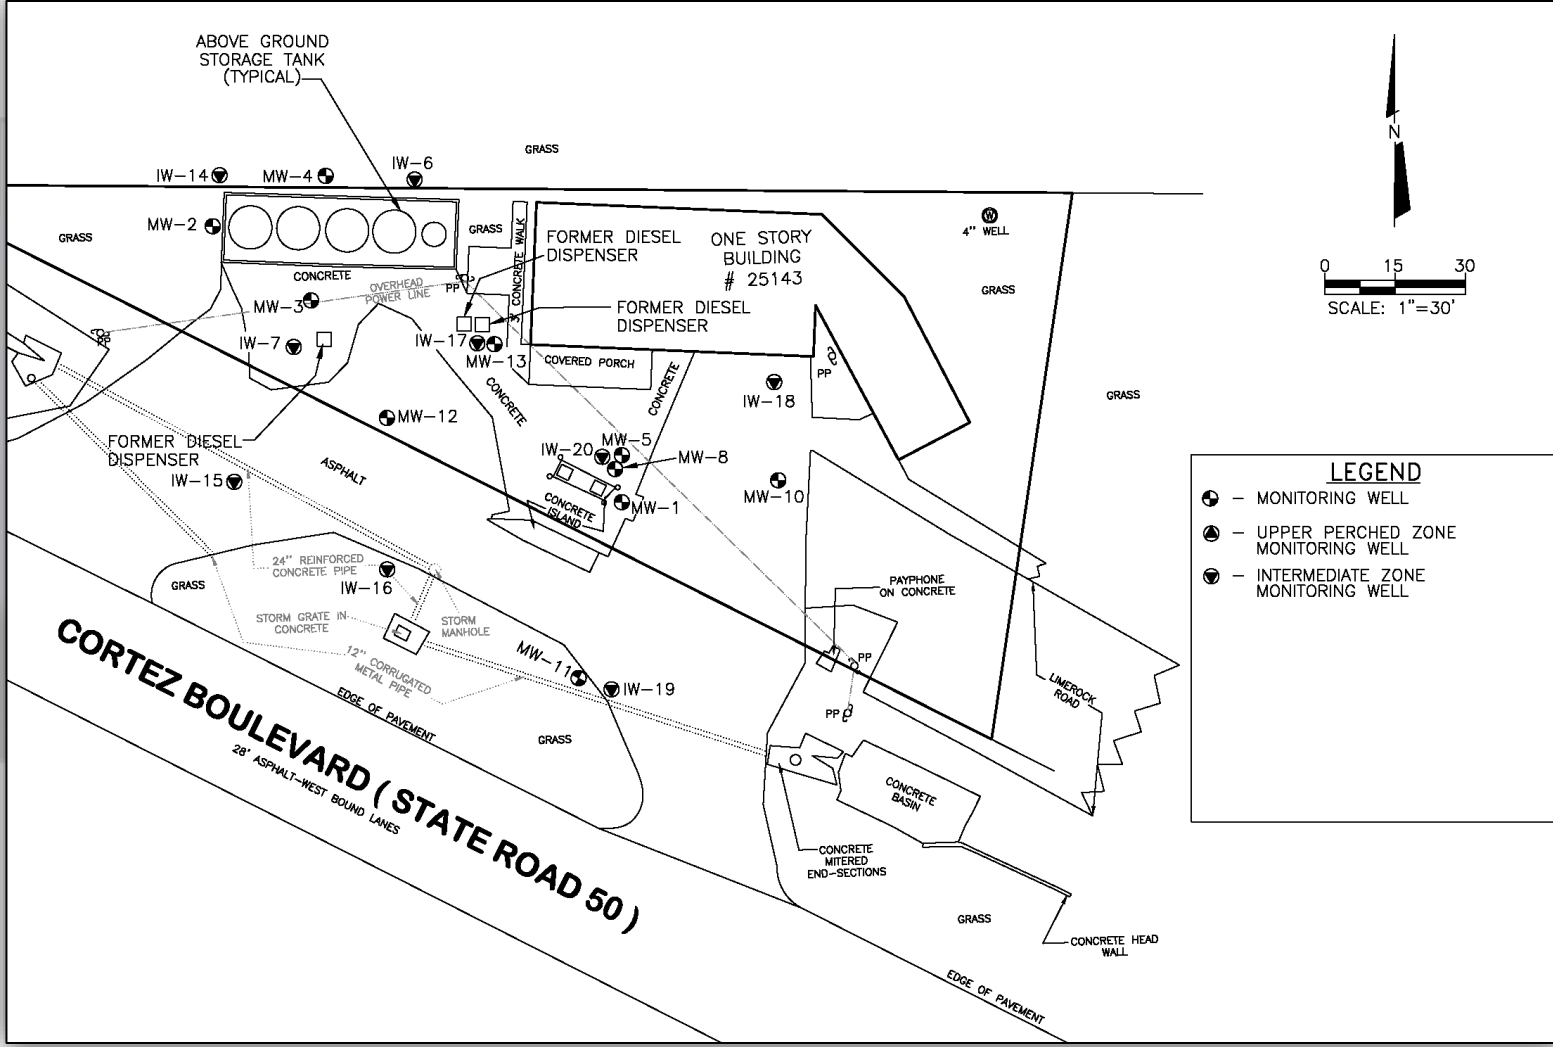 ABOVE GROUND
STORAGE TANK
(TYPICAL)
GRASS
N
IW-14
MW-4
IW-6
MW-2
GRASS
GRASS
3' CONCRETE WALK
FORMER DIESEL
DISPENSER
ONE STORY
BUILDING
# 25143
W
4" WELL
GRASS
0 15 30
SCALE: 1"=30'
CONCRETE
OVERHEAD
POWER LINE
PP
MW-3
FORMER DIESEL
DISPENSER
IW-7
IW-17
MW-13
COVERED PORCH
PP
CONCRETE
CONCRETE
IW-18
GRASS
MW-12
FORMER DIESEL
DISPENSER
ASPHALT
IW-20
MW-5
MW-8
IW-15
MW-10
CONCRETE
ISLAND
MW-1
LEGEND
- MONITORING WELL
- UPPER PERCHED ZONE
MONITORING WELL
- INTERMEDIATE ZONE
MONITORING WELL
24" REINFORCED
CONCRETE PIPE
GRASS
IW-16
PAYPHONE
ON CONCRETE
STORM GRATE IN
CONCRETE
STORM
MANHOLE
12" CORRUGATED
METAL PIPE
MW-11
IW-19
PP
PP
LIMEROCK
ROAD
EDGE OF PAVEMENT
GRASS
CORTEZ BOULEVARD ( STATE ROAD 50 )
28' ASPHALT-WEST BOUND LANES
CONCRETE
BASIN
CONCRETE
MITERED
END-SECTIONS
GRASS
CONCRETE HEAD
WALL
EDGE OF PAVEMENT